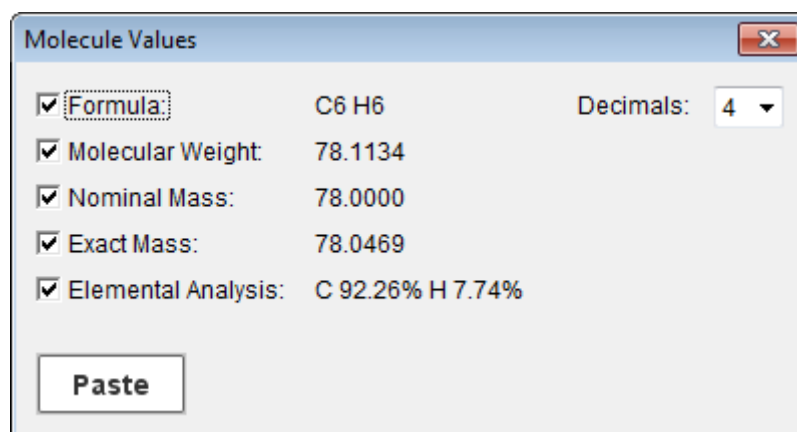 Molecule Values
Formula: C6 H6 Decimals: 4
Molecular Weight: 78.1134
Nominal Mass: 78.0000
Exact Mass: 78.0469
Elemental Analysis: C 92.26% H 7.74%
Paste